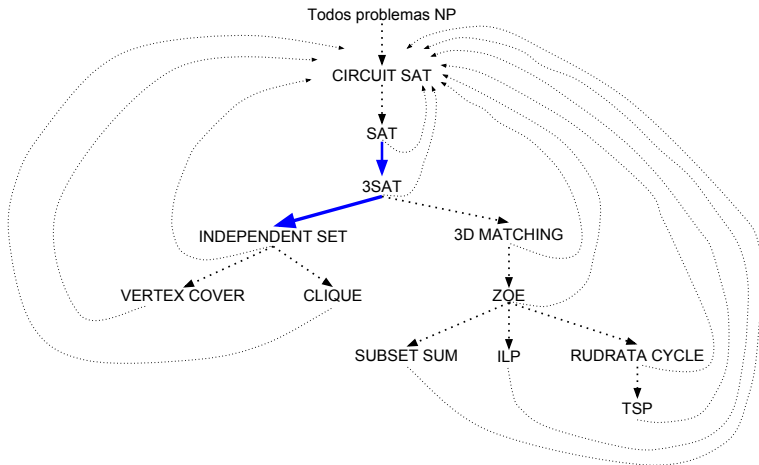 Todos problemas NP
CIRCUIT SAT
SAT
3SAT
INDEPENDENT SET
3D MATCHING
VERTEX COVER
CLIQUE
ZOE
SUBSET SUM
ILP
RUDRATA CYCLE
TSP